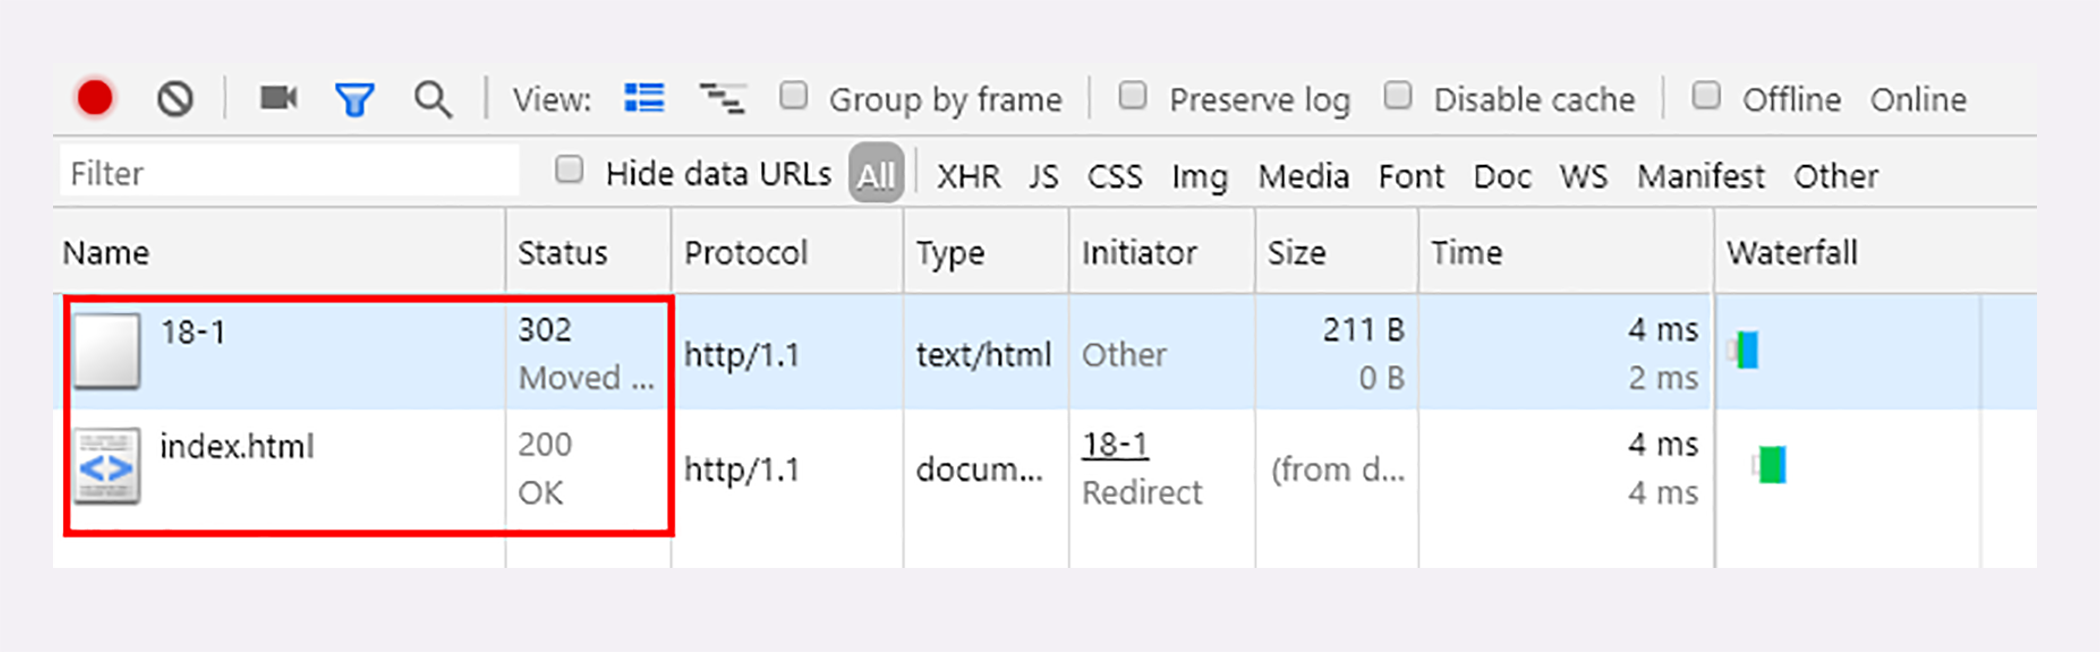 View: Group by frame Preserve log Disable cache Offline Online
Filter Hide data URLs All XHR JS CSS Img Media Font Doc WS Manifest Other
Name Status Protocol Type Initiator Size Time Waterfall
18-1 302 Moved ... http/1.1 text/html Other 211 B 0 B 4 ms 2 ms
index.html 200 OK http/1.1 docum... 18-1 Redirect (from d... 4 ms 4 ms